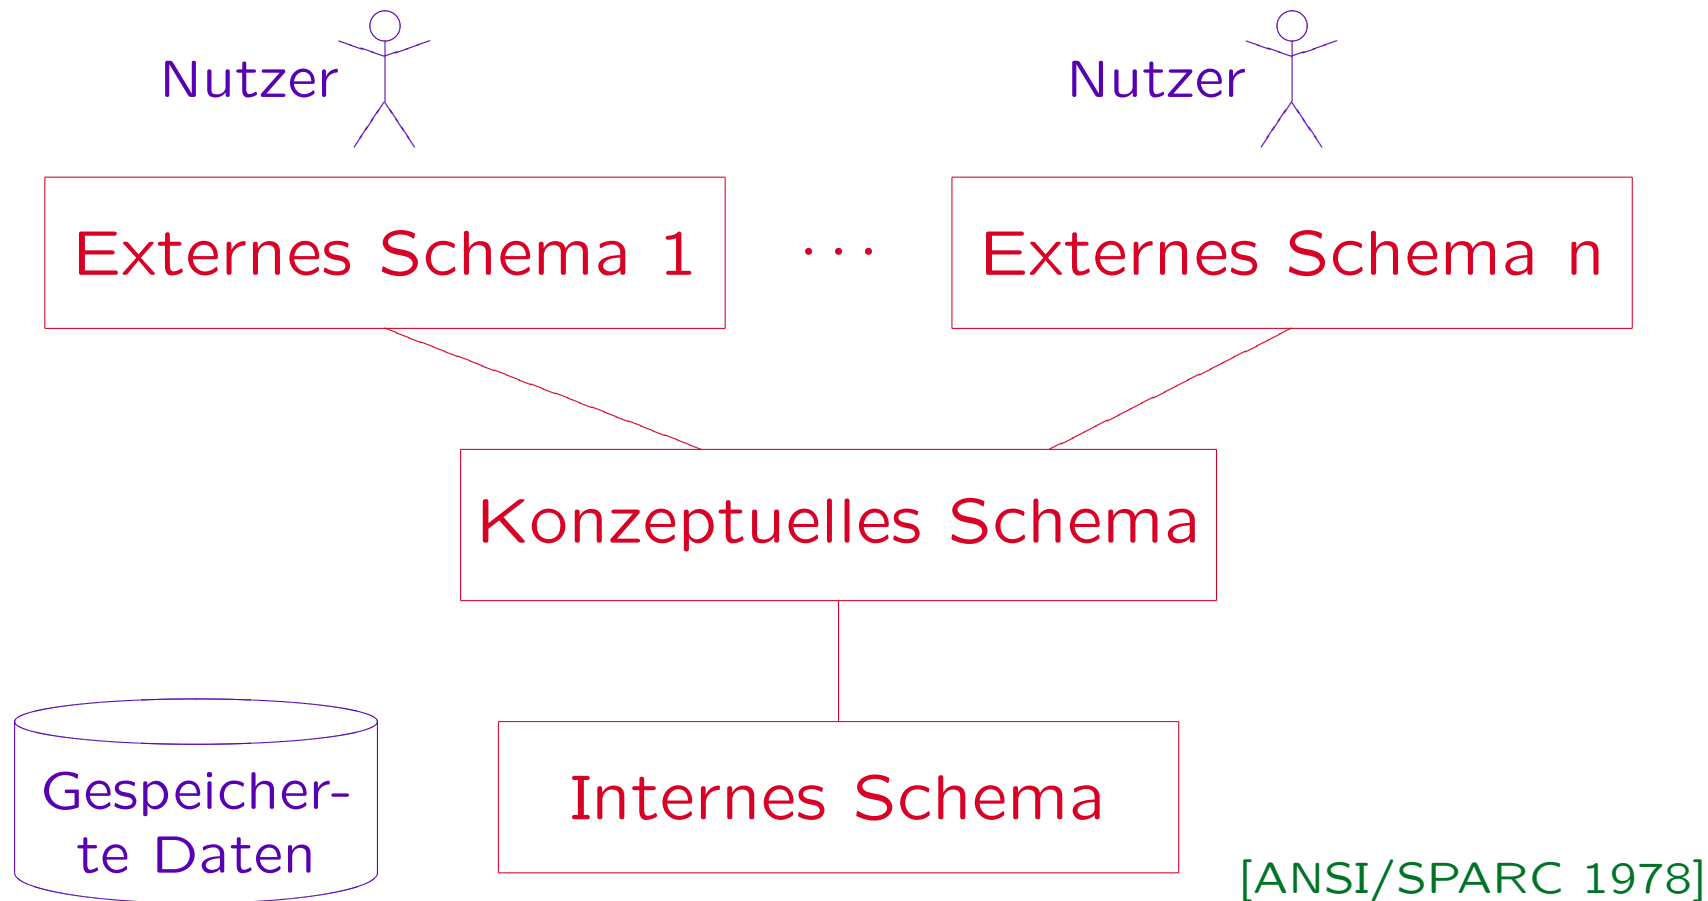 Nutzer
Nutzer
Externes Schema 1
. . .
Externes Schema n
Konzeptuelles Schema
Gespeicher-
te Daten
Internes Schema
[ANSI/SPARC 1978]